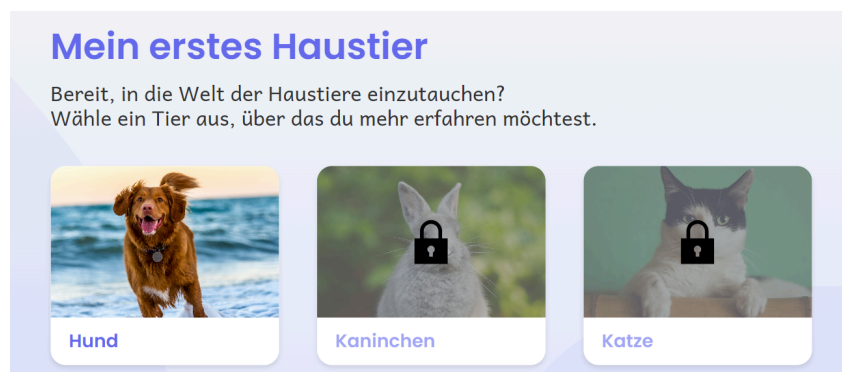 Mein erstes Haustier
Bereit, in die Welt der Haustiere einzutauchen?
Wähle ein Tier aus, über das du mehr erfahren möchtest.
Hund
Kaninchen
Katze